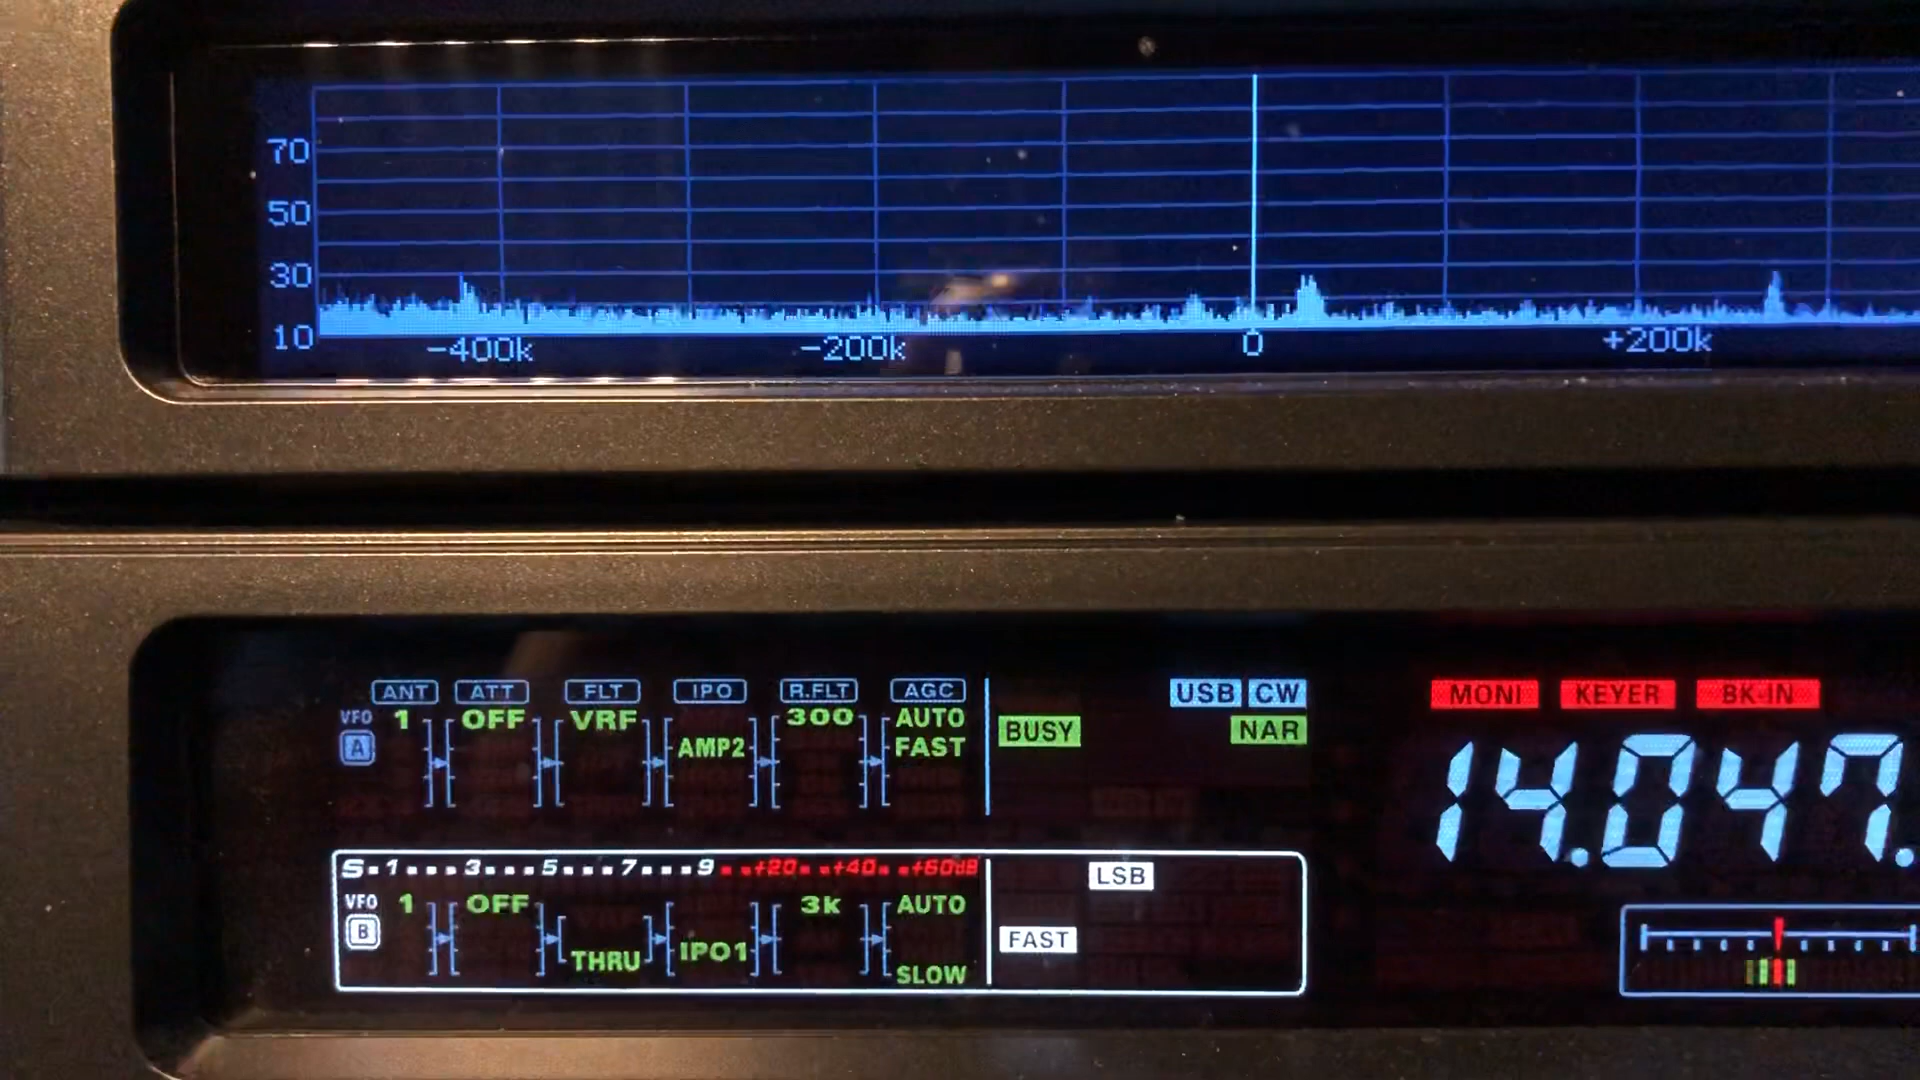 70
50
30
10
-400k -200k 0 +200k
ANT ATT FLT IPO R.FLT AGC USB CW MONI KEYER BK-IN
VFO 1 OFF VRF 300 AUTO BUSY NAR
A AMP2 FAST 14.047.
S 1 3 5 7 9 +20 +40 +60dB LSB
VFO 1 OFF 3k AUTO
B THRU IPO1 SLOW FAST